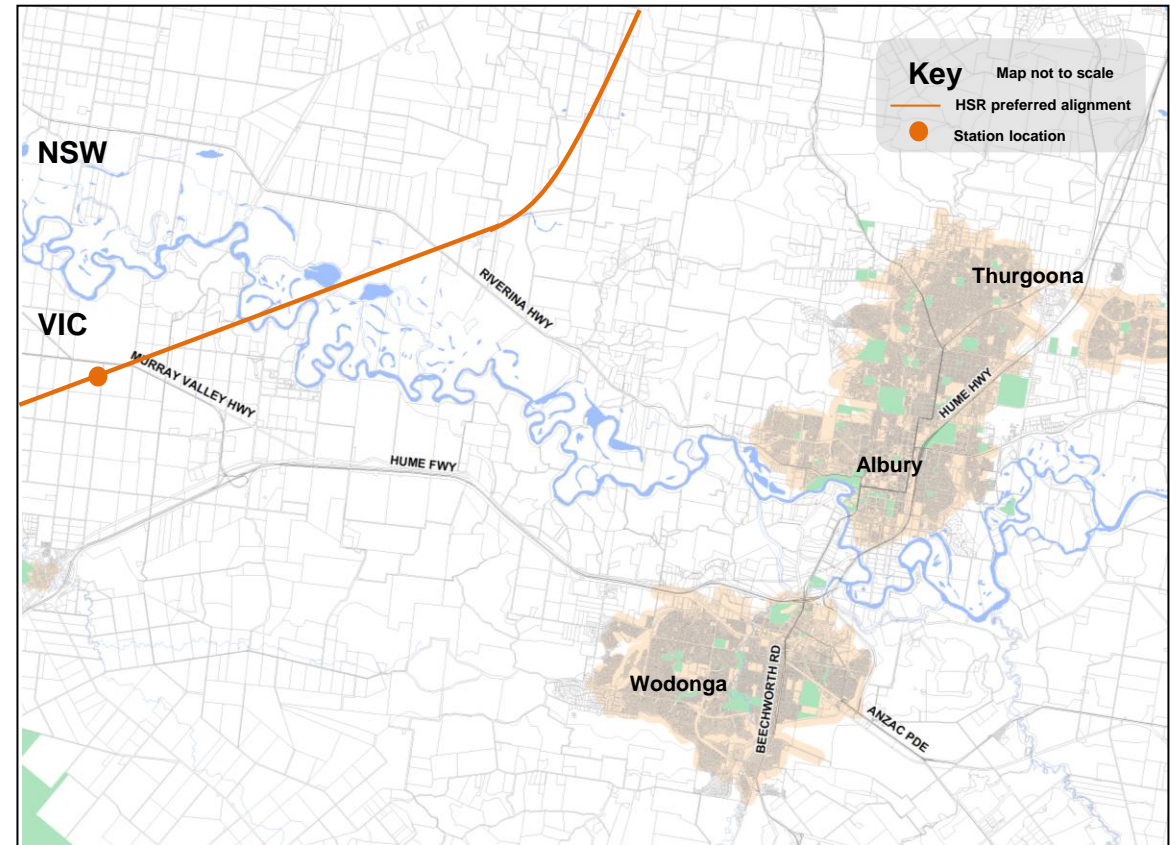 Key Map not to scale
HSR preferred alignment
Station location
NSW
Thurgoona
RIVERINA HWY
VIC
MURRAY VALLEY HWY
HUME HWY
HUME FWY
Albury
Wodonga
BEECHWORTH RD
ANZAC PDE